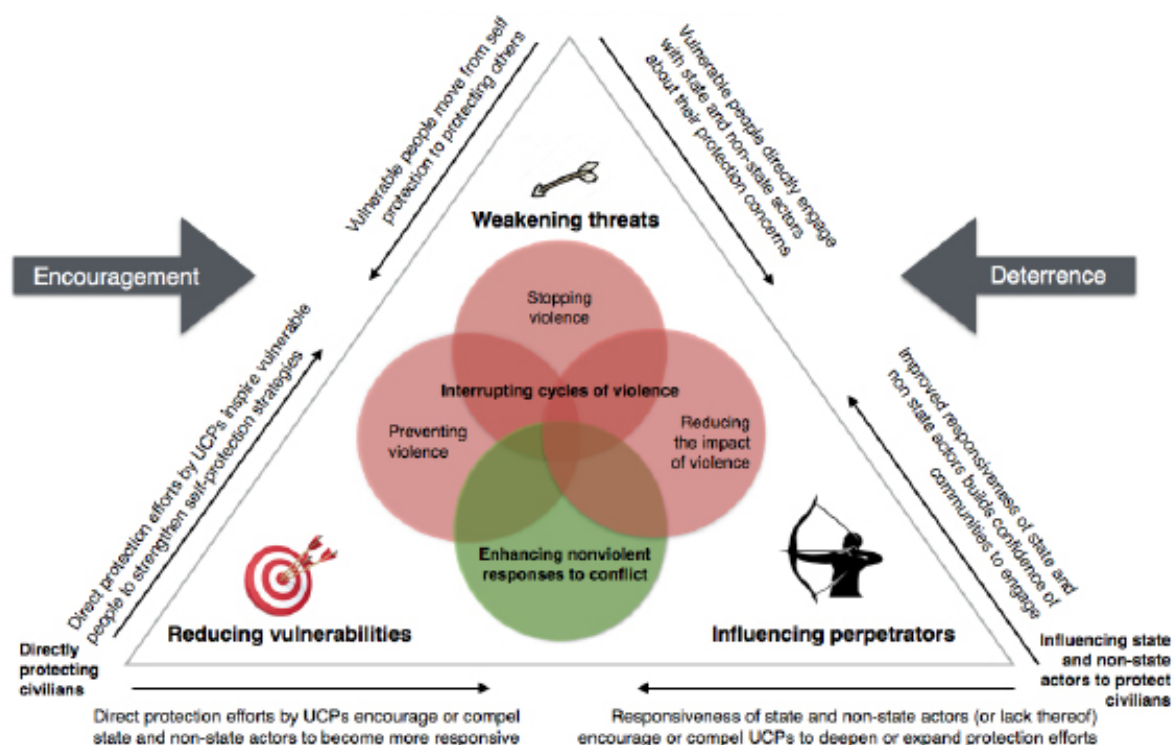 Vulnerable people move from self
protection to protecting others
Vulnerable people directly engage
with state and non-state actors
about their protection concerns
Weakening threats
Encouragement
Deterrence
Stopping
violence
Interrupting cycles of violence
Preventing
violence
Reducing
the impact
of violence
Enhancing nonviolent
responses to conflict
Direct protection efforts by UCPs inspire vulnerable
people to strengthen self-protection strategies
Improved responsiveness of state and
non state actors builds confidence of
communities to engage
Reducing vulnerabilities
Influencing perpetrators
Directly
protecting
civilians
Influencing state
and non-state
actors to protect
civilians
Direct protection efforts by UCPs encourage or compel
state and non-state actors to become more responsive
Responsiveness of state and non-state actors (or lack thereof)
encourage or compel UCPs to deepen or expand protection efforts